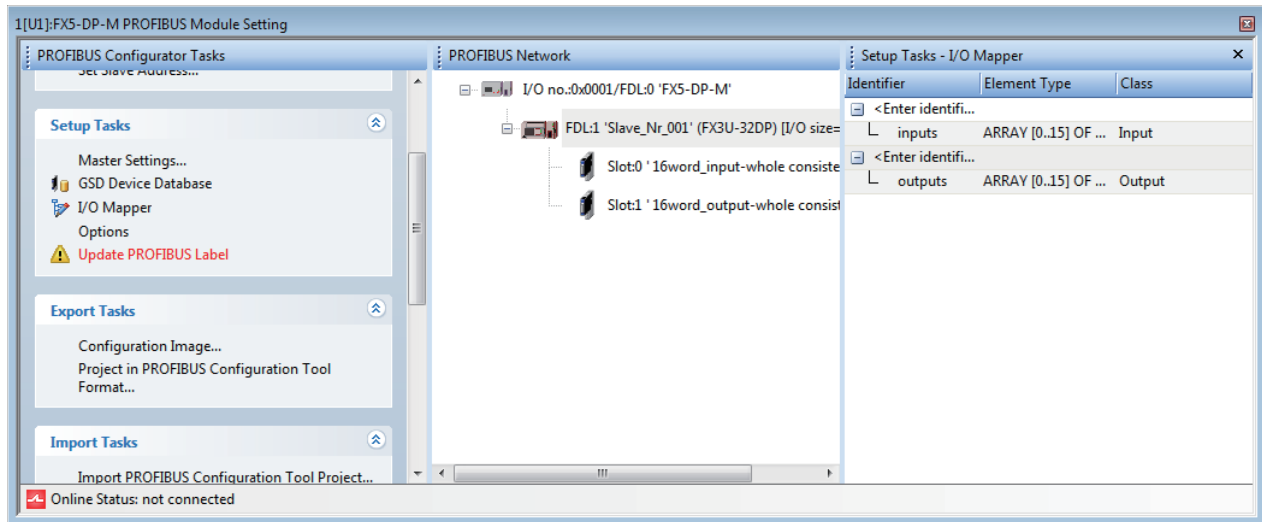 1[U1]:FX5-DP-M PROFIBUS Module Setting
PROFIBUS Configurator Tasks
Set Slave Address...
Setup Tasks
Master Settings...
GSD Device Database
I/O Mapper
Options
Update PROFIBUS Label
Export Tasks
Configuration Image...
Project in PROFIBUS Configuration Tool
Format...
Import Tasks
Import PROFIBUS Configuration Tool Project...
PROFIBUS Network
I/O no.:0x0001/FDL:0 'FX5-DP-M'
FDL:1 'Slave_Nr_001' (FX3U-32DP) [I/O size=
Slot:0 ' 16word_input-whole consiste
Slot:1 ' 16word_output-whole consist
Setup Tasks - I/O Mapper
Identifier Element Type Class
<Enter identifi...
inputs ARRAY [0..15] OF ... Input
<Enter identifi...
outputs ARRAY [0..15] OF ... Output
Online Status: not connected